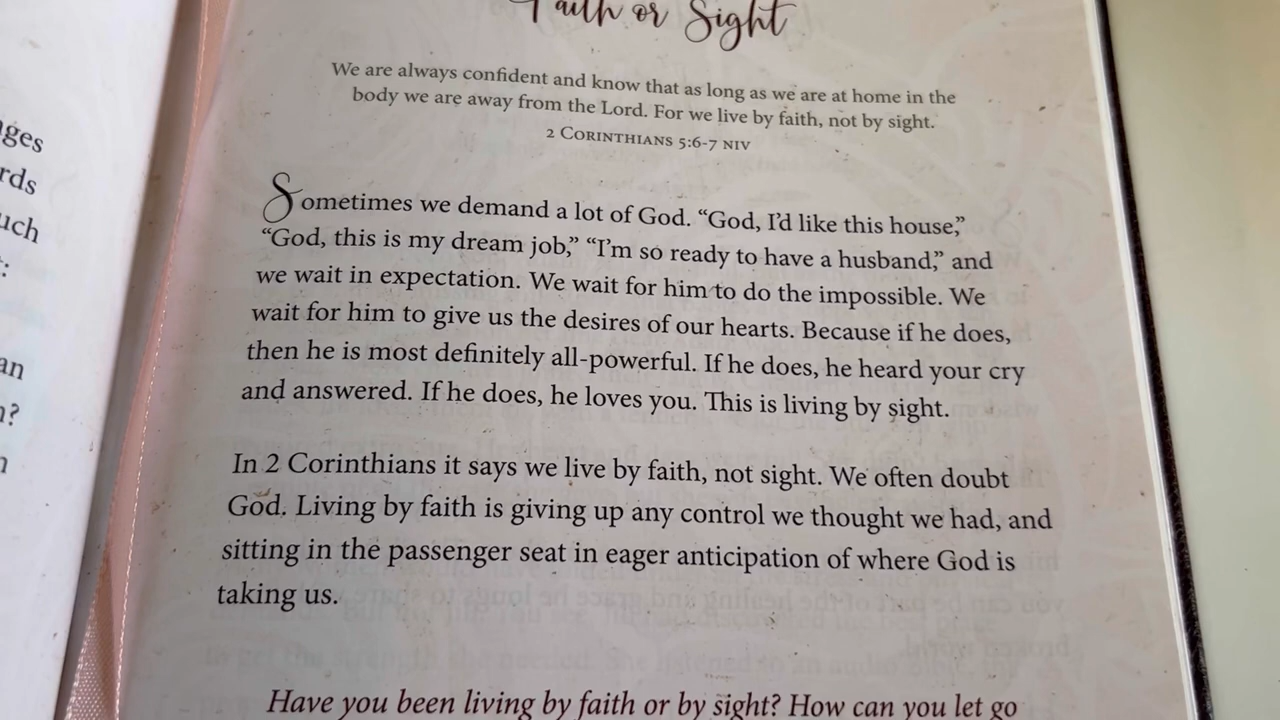 ges
rds
uch
:
an
?
Faith or Sight
We are always confident and know that as long as we are at home in the
body we are away from the Lord. For we live by faith, not by sight.
2 Corinthians 5:6-7 NIV
Sometimes we demand a lot of God. “God, I’d like this house,”
“God, this is my dream job,” “I’m so ready to have a husband,” and
we wait in expectation. We wait for him to do the impossible. We
wait for him to give us the desires of our hearts. Because if he does,
then he is most definitely all-powerful. If he does, he heard your cry
and answered. If he does, he loves you. This is living by sight.
In 2 Corinthians it says we live by faith, not sight. We often doubt
God. Living by faith is giving up any control we thought we had, and
sitting in the passenger seat in eager anticipation of where God is
taking us.
Have you been living by faith or by sight? How can you let go